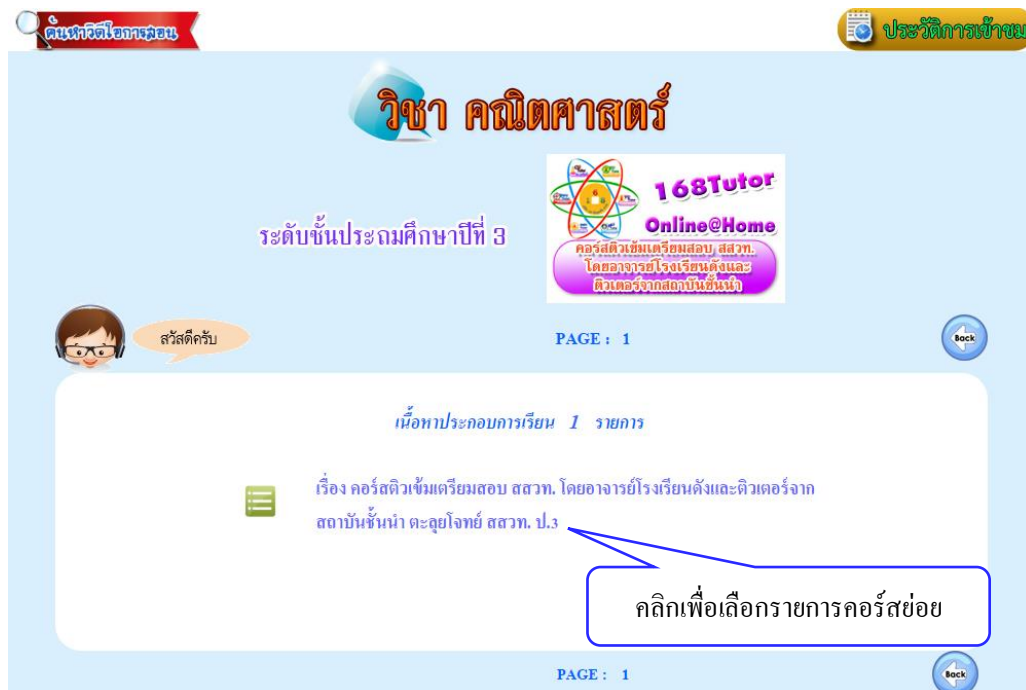 ค้นหาวิดีโอการสอน
ประวัติการเข้าชม
วิชา คณิตศาสตร์
ระดับชั้นประถมศึกษาปีที่ 3
168Tutor
Online@Home
คอร์สติวเข้มเตรียมสอบ สสวท.
โดยอาจารย์โรงเรียนดังและ
ติวเตอร์จากสถาบันชั้นนำ
สวัสดีครับ
PAGE : 1
Back
เนื้อหาประกอบการเรียน 1 รายการ
เรื่อง คอร์สติวเข้มเตรียมสอบ สสวท. โดยอาจารย์โรงเรียนดังและติวเตอร์จาก
สถาบันชั้นนำ ตะลุยโจทย์ สสวท. ป.3
คลิกเพื่อเลือกรายการคอร์สย่อย
PAGE : 1
Back